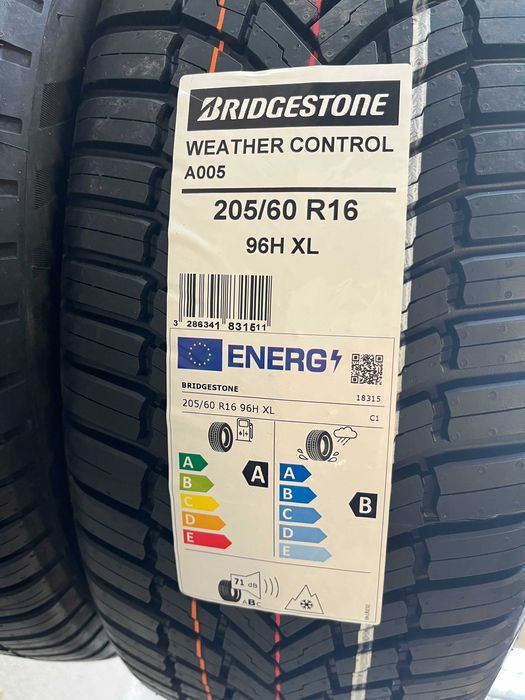 BRIDGESTONE
WEATHER CONTROL
A005
205/60 R16
96H XL
3 286341 831511
ENERG
BRIDGESTONE
18315
205/60 R16 96H XL
C1
A
B
C
D
E
A
A
B
C
D
E
B
71 dB
ABC